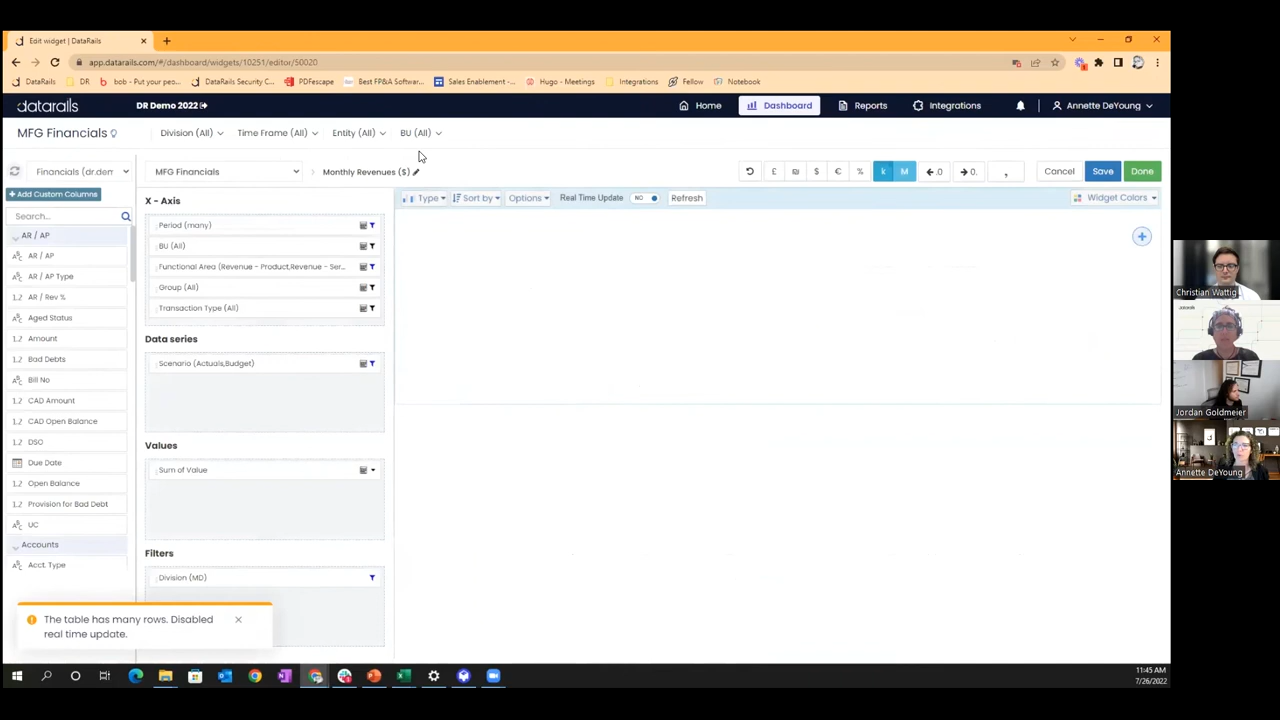 Edit widget | DataRails
app.datarails.com/#/dashboard/widgets/10251/editor/50020
DataRails
DR
bob - Put your peo...
DataRails Security C...
PDFescape
Best FP&A Softwar...
Sales Enablement -...
Hugo - Meetings
Integrations
Fellow
Notebook
datarails
DR Demo 2022
Home
Dashboard
Reports
Integrations
Annette DeYoung
MFG Financials
Division (All)
Time Frame (All)
Entity (All)
BU (All)
Financials (dr.dem
MFG Financials
Monthly Revenues ($)
£
₪
$
€
%
k
M
.0
0.
,
Cancel
Save
Done
+ Add Custom Columns
Search...
AR / AP
AR / AP
AR / AP Type
AR / Rev %
Aged Status
Amount
Bad Debts
Bill No
CAD Amount
CAD Open Balance
DSO
Due Date
Open Balance
Provision for Bad Debt
UC
Accounts
Acct. Type
X - Axis
Period (many)
BU (All)
Functional Area (Revenue - Product,Revenue - Ser...
Group (All)
Transaction Type (All)
Data series
Scenario (Actuals,Budget)
Values
Sum of Value
Filters
Division (MD)
Type
Sort by
Options
Real Time Update
NO
Refresh
Widget Colors
The table has many rows. Disabled
real time update.
Christian Wattig
datarails
Jordan Goldmeier
Annette DeYoung
11:45 AM
7/26/2022